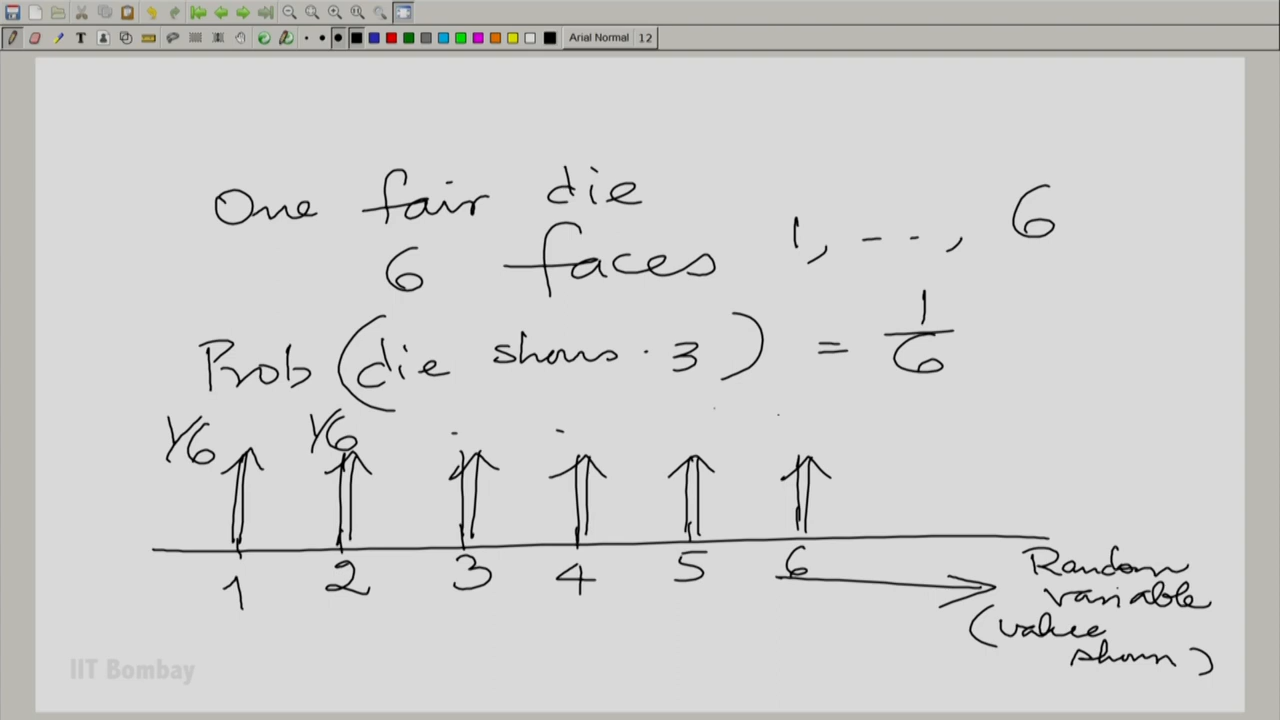 Arial Normal 12
One fair die
6 faces 1, - - -, 6
Prob (die shows 3) = 1/6
1/6 1/6
1 2 3 4 5 6
Random
variable
(value
shown)
IIT Bombay